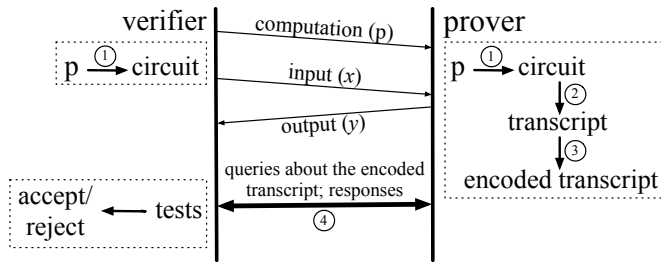 verifier
prover
computation (p)
p ① circuit
input (x)
output (y)
p ① circuit
②
transcript
③
encoded transcript
queries about the encoded
transcript; responses
④
accept/
reject
tests